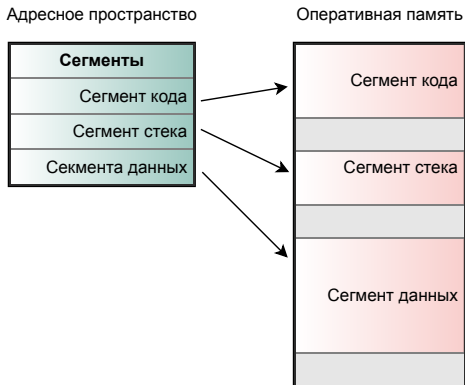 Адресное пространство
Сегменты
Сегмент кода
Сегмент стека
Секмента данных
Оперативная память
Сегмент кода
Сегмент стека
Сегмент данных